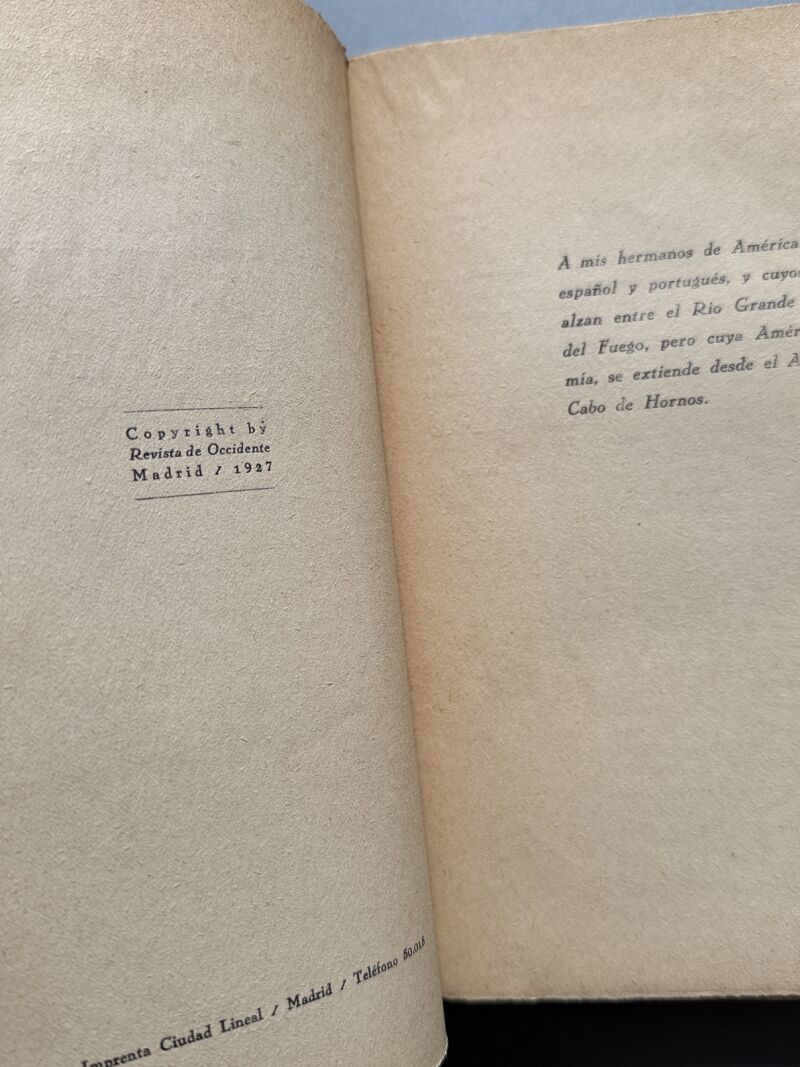 Copyright by
Revista de Occidente
Madrid / 1927
Imprenta Ciudad Lineal / Madrid / Teléfono 50.016
A mis hermanos de América
español y portugués, y cuyos
alzan entre el Río Grande
del Fuego, pero cuya Amér
mía, se extiende desde el A
Cabo de Hornos.